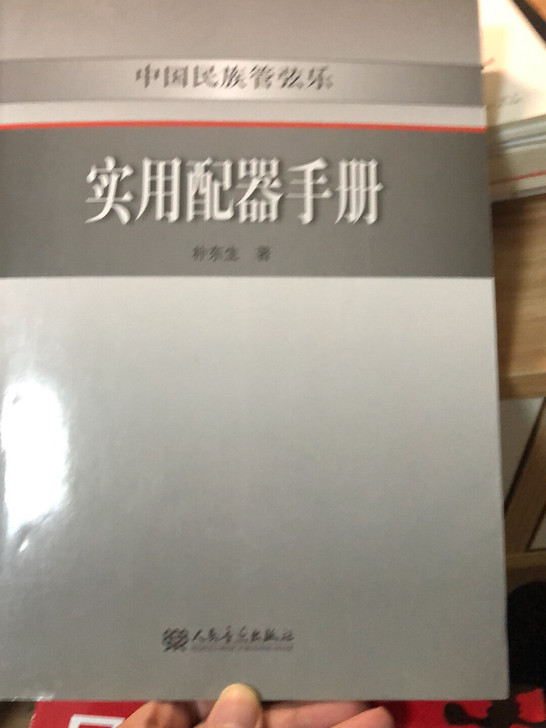 中国民族管弦乐
实用配器手册
朴东生 著
人民音乐出版社